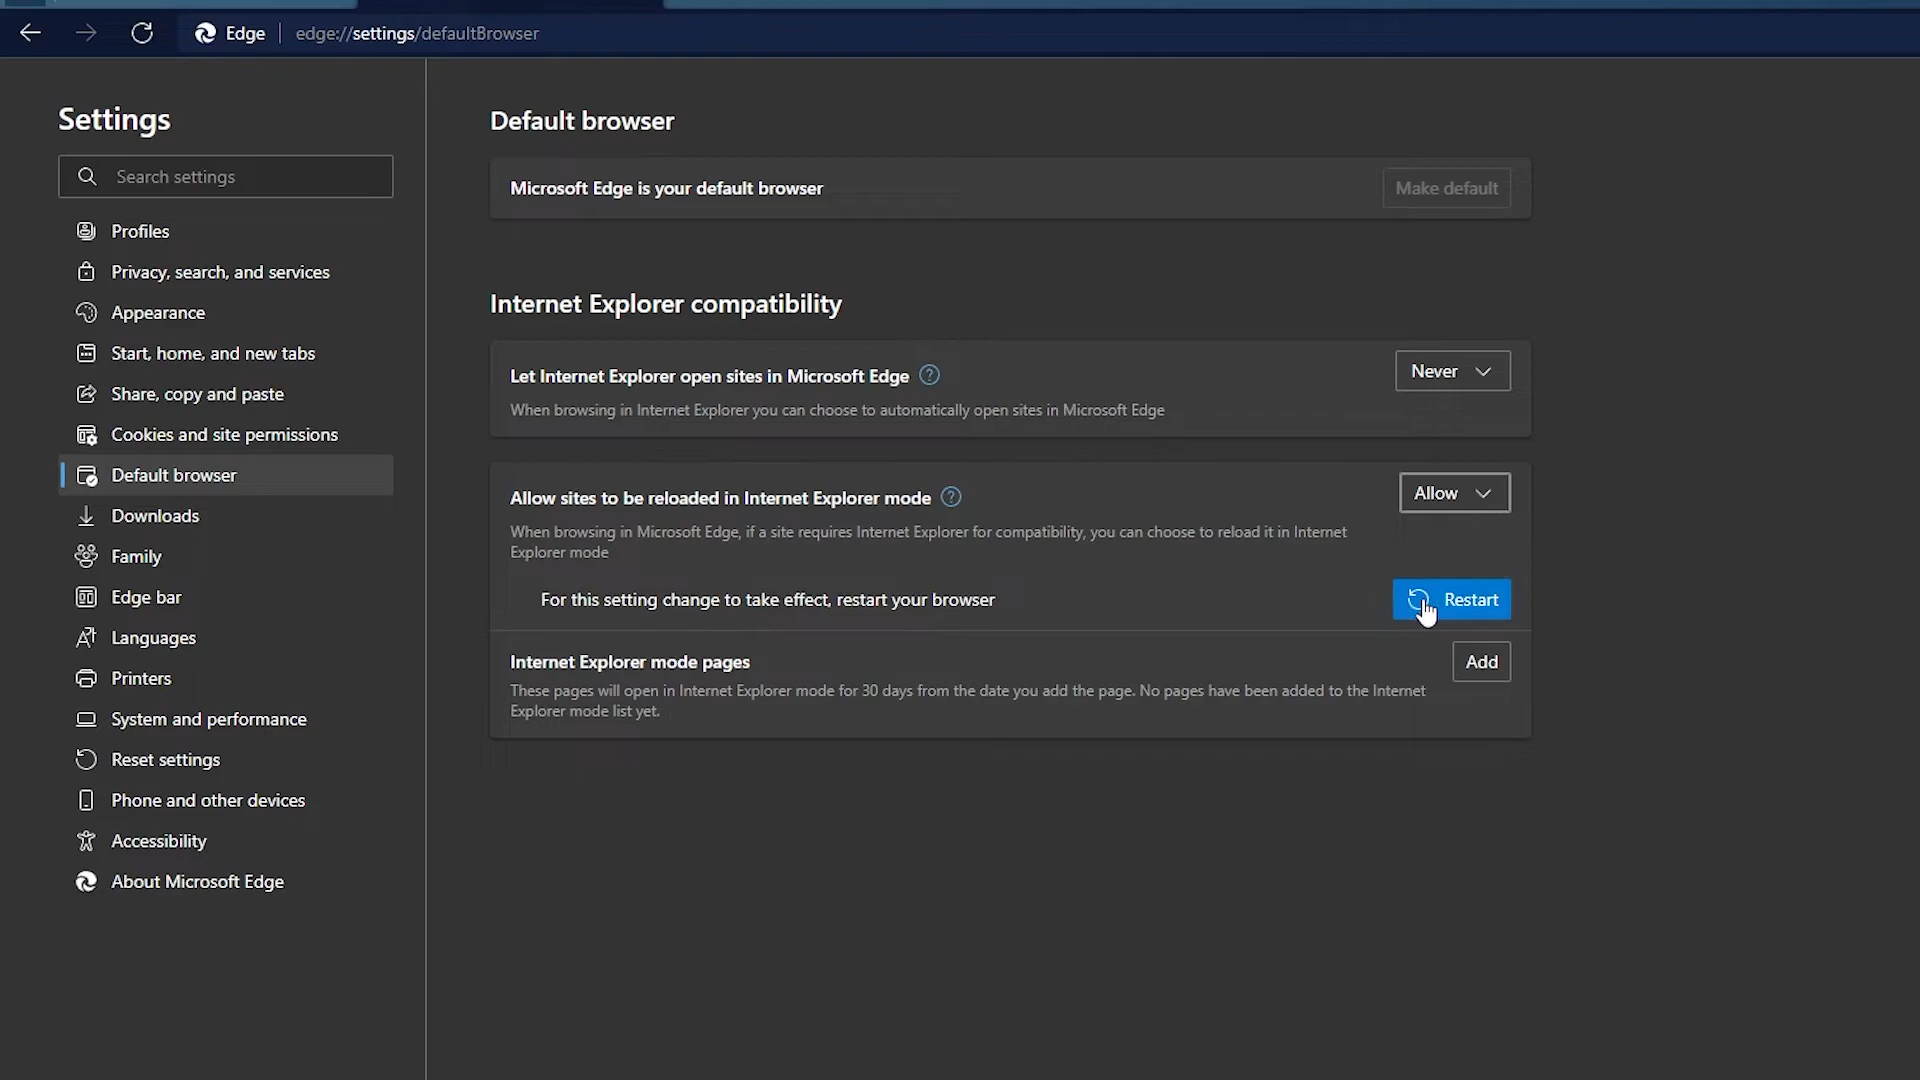 Edge
edge://settings/defaultBrowser
Settings
Search settings
Profiles
Privacy, search, and services
Appearance
Start, home, and new tabs
Share, copy and paste
Cookies and site permissions
Default browser
Downloads
Family
Edge bar
Languages
Printers
System and performance
Reset settings
Phone and other devices
Accessibility
About Microsoft Edge
Default browser
Microsoft Edge is your default browser
Make default
Internet Explorer compatibility
Let Internet Explorer open sites in Microsoft Edge
Never
When browsing in Internet Explorer you can choose to automatically open sites in Microsoft Edge
Allow sites to be reloaded in Internet Explorer mode
Allow
When browsing in Microsoft Edge, if a site requires Internet Explorer for compatibility, you can choose to reload it in Internet
Explorer mode
For this setting change to take effect, restart your browser
Restart
Internet Explorer mode pages
Add
These pages will open in Internet Explorer mode for 30 days from the date you add the page. No pages have been added to the Internet
Explorer mode list yet.